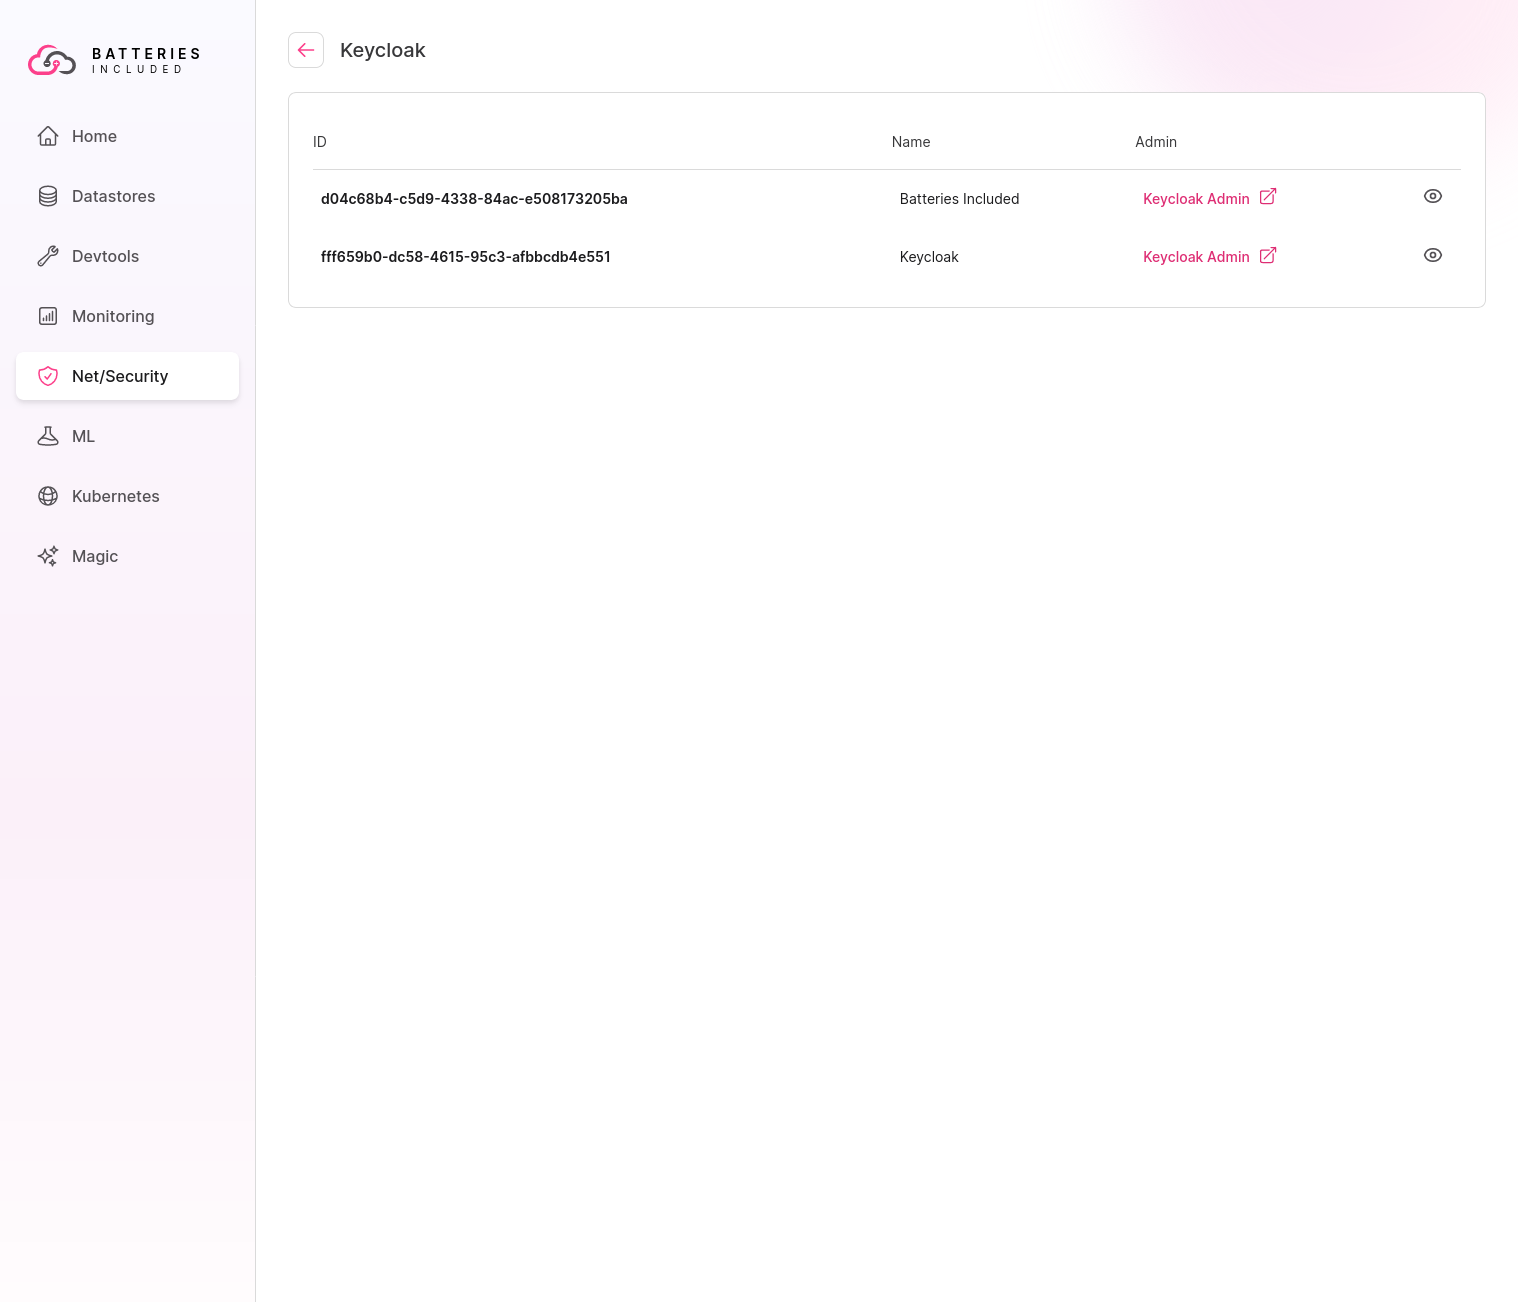 BATTERIES
INCLUDED
Home
Datastores
Devtools
Monitoring
Net/Security
ML
Kubernetes
Magic
Keycloak
ID Name Admin
d04c68b4-c5d9-4338-84ac-e508173205ba Batteries Included Keycloak Admin
fff659b0-dc58-4615-95c3-afbbcdb4e551 Keycloak Keycloak Admin